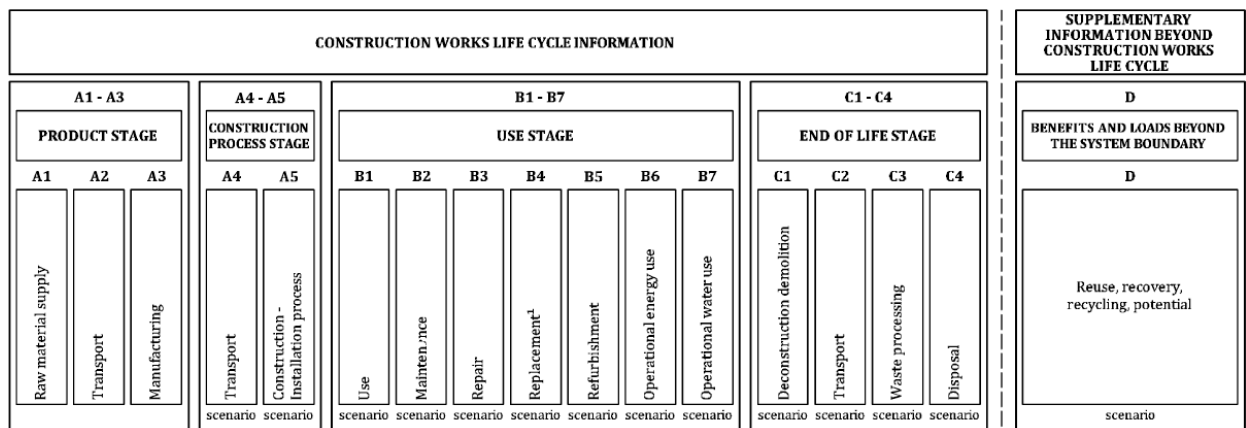 CONSTRUCTION WORKS LIFE CYCLE INFORMATION
SUPPLEMENTARY
INFORMATION BEYOND
CONSTRUCTION WORKS
LIFE CYCLE
A1 - A3
PRODUCT STAGE
A1
A2
A3
Raw material supply
Transport
Manufacturing
A4 - A5
CONSTRUCTION
PROCESS STAGE
A4
A5
Transport
Construction -
Installation process
scenario
scenario
B1 - B7
USE STAGE
B1
B2
B3
B4
B5
B6
B7
Use
Maintenance
Repair
Replacement¹
Refurbishment
Operational energy use
Operational water use
scenario
scenario
scenario
scenario
scenario
scenario
scenario
C1 - C4
END OF LIFE STAGE
C1
C2
C3
C4
Deconstruction demolition
Transport
Waste processing
Disposal
scenario
scenario
scenario
scenario
D
BENEFITS AND LOADS BEYOND
THE SYSTEM BOUNDARY
D
Reuse, recovery,
recycling, potential
scenario